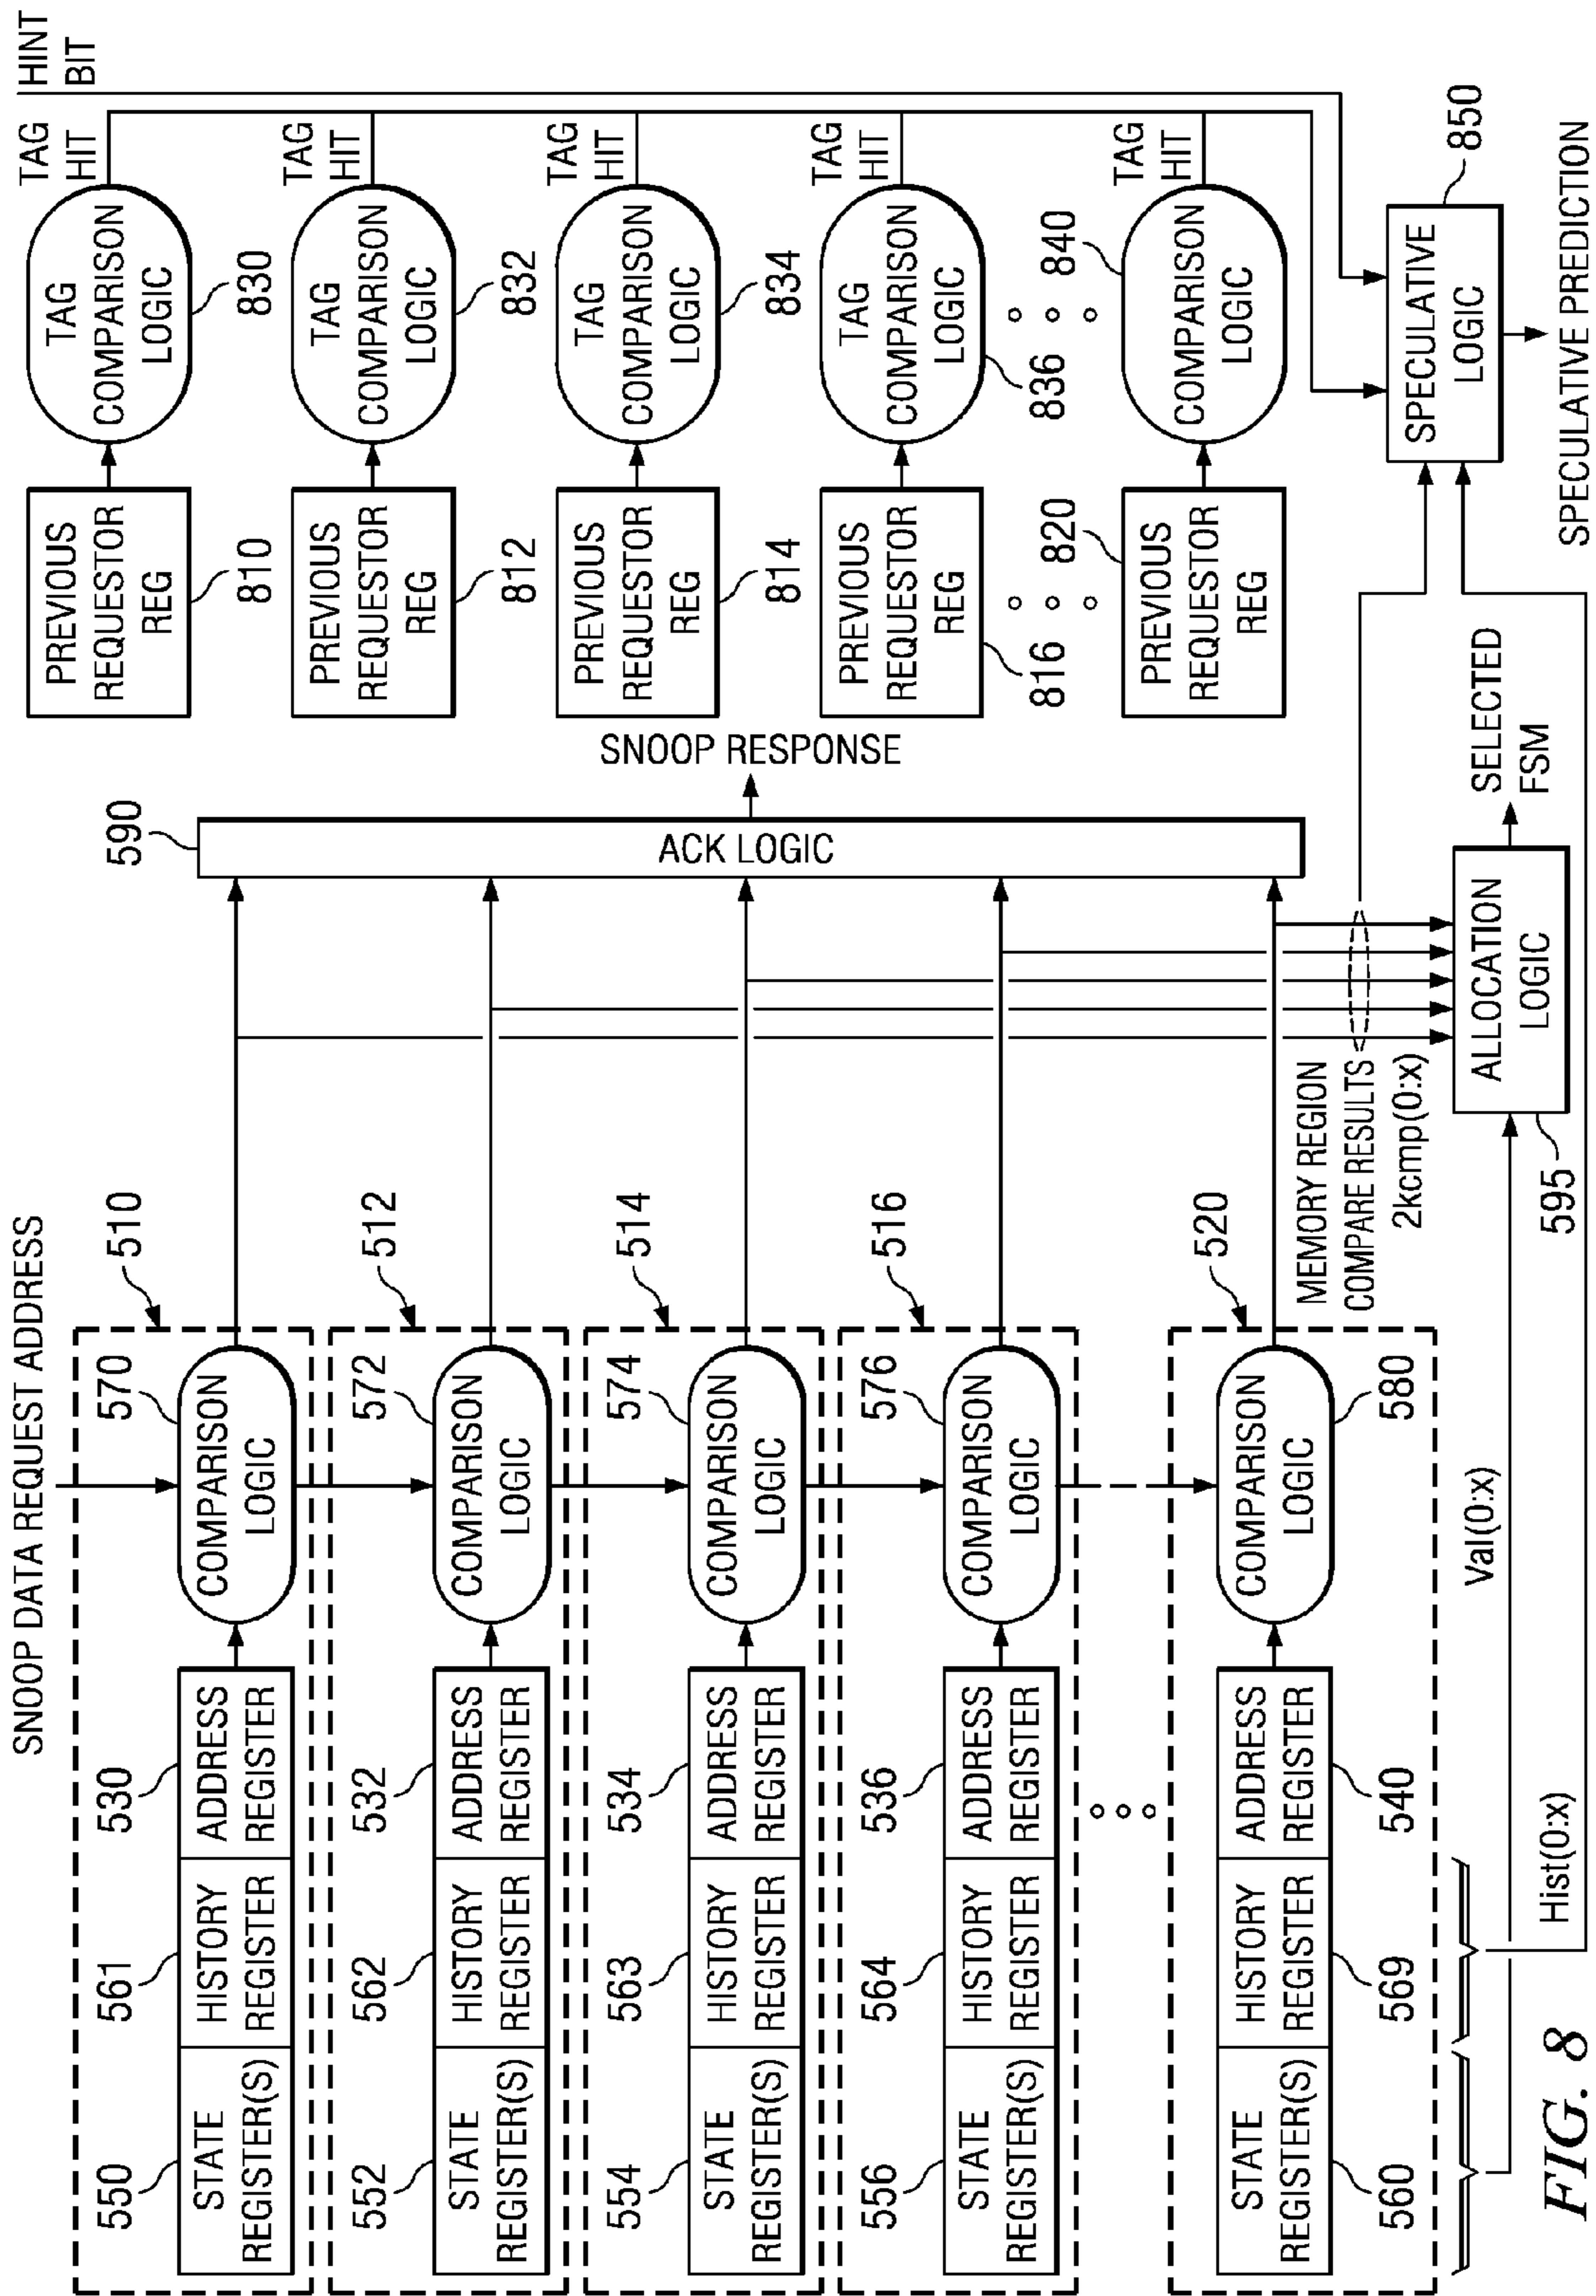 SNOOP DATA REQUEST ADDRESS
550
561
530
570
510
STATE
REGISTER(S)
HISTORY
REGISTER
ADDRESS
REGISTER
COMPARISON
LOGIC
552
562
532
572
512
STATE
REGISTER(S)
HISTORY
REGISTER
ADDRESS
REGISTER
COMPARISON
LOGIC
554
563
534
574
514
STATE
REGISTER(S)
HISTORY
REGISTER
ADDRESS
REGISTER
COMPARISON
LOGIC
556
564
536
576
516
STATE
REGISTER(S)
HISTORY
REGISTER
ADDRESS
REGISTER
COMPARISON
LOGIC
520
STATE
REGISTER(S)
HISTORY
REGISTER
ADDRESS
REGISTER
COMPARISON
LOGIC
560
569
540
580
590
ACK LOGIC
SNOOP RESPONSE
MEMORY REGION
COMPARE RESULTS
2kcmp(0:x)
Val(0:x)
Hist(0:x)
ALLOCATION
LOGIC
595
SELECTED
FSM
HINT
BIT
PREVIOUS
REQUESTOR
REG
810
TAG
COMPARISON
LOGIC
830
TAG
HIT
PREVIOUS
REQUESTOR
REG
812
TAG
COMPARISON
LOGIC
832
TAG
HIT
PREVIOUS
REQUESTOR
REG
814
TAG
COMPARISON
LOGIC
834
TAG
HIT
PREVIOUS
REQUESTOR
REG
816
TAG
COMPARISON
LOGIC
836
TAG
HIT
820
PREVIOUS
REQUESTOR
REG
840
TAG
COMPARISON
LOGIC
TAG
HIT
SPECULATIVE
LOGIC
850
SPECULATIVE PREDICTION
FIG. 8